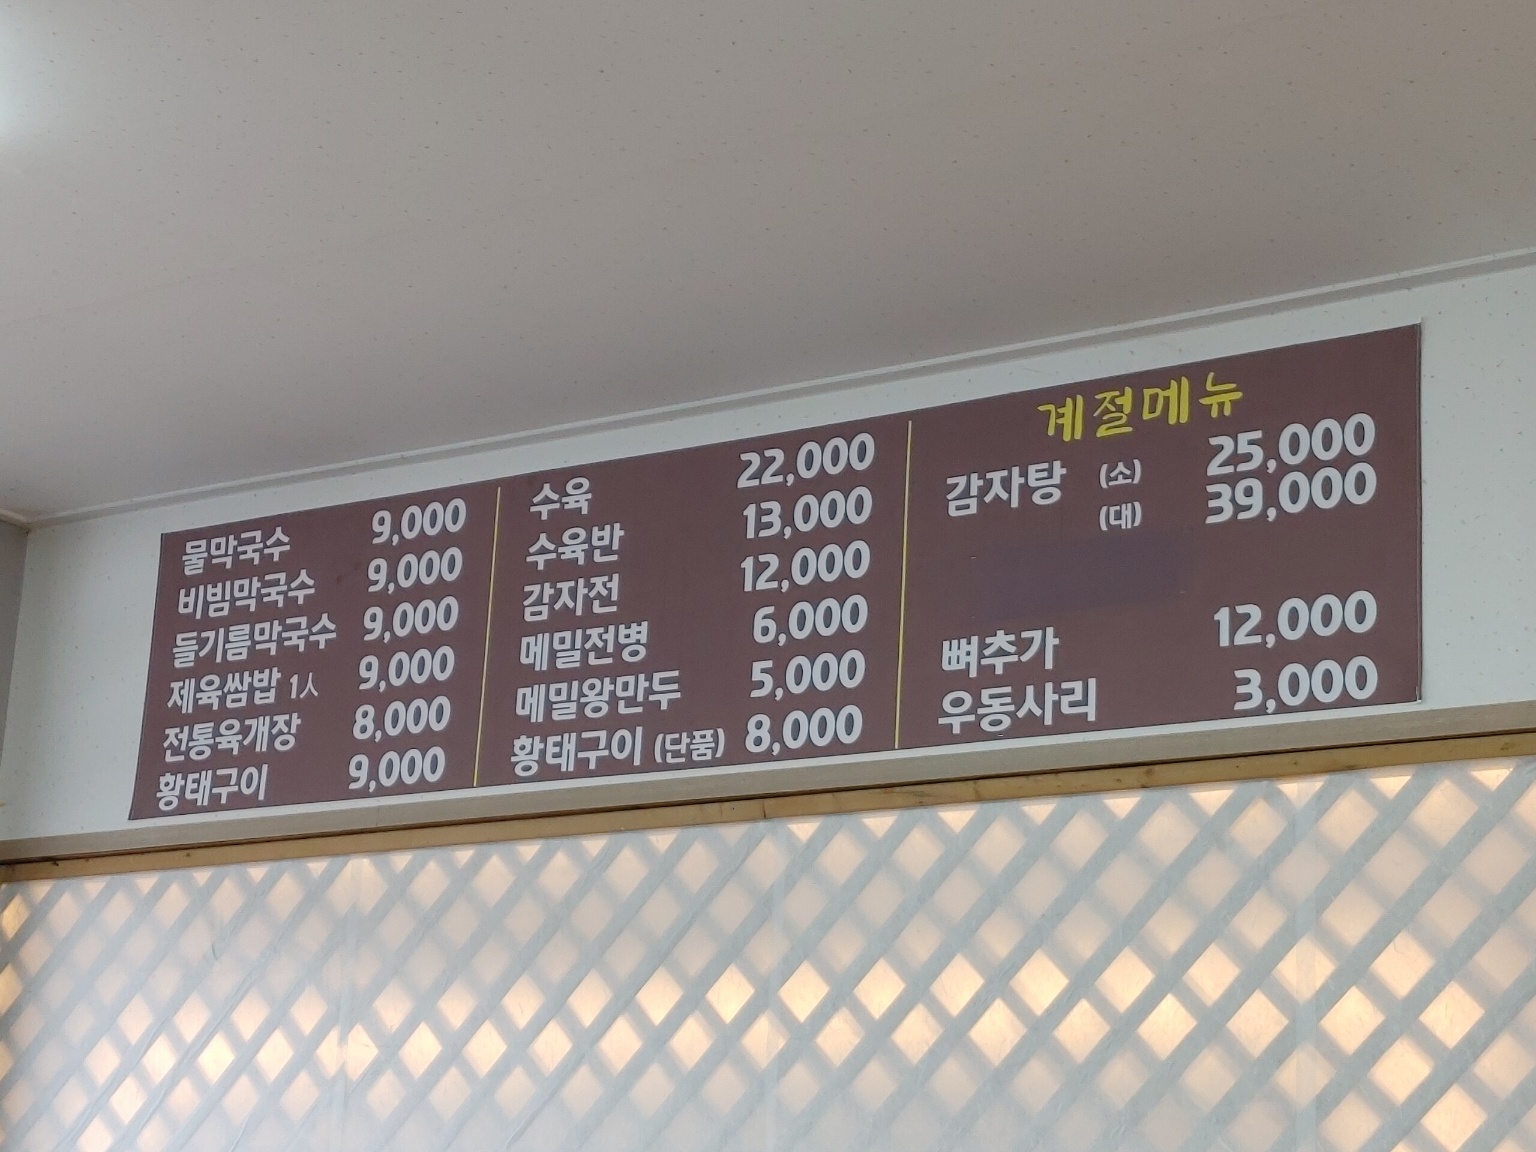 물막국수 9,000
비빔막국수 9,000
들기름막국수 9,000
제육쌈밥 1人 9,000
전통육개장 8,000
황태구이 9,000
수육 22,000
수육반 13,000
감자전 12,000
메밀전병 6,000
메밀왕만두 5,000
황태구이 (단품) 8,000
계절메뉴
감자탕 (소) 25,000
(대) 39,000
뼈추가 12,000
우동사리 3,000